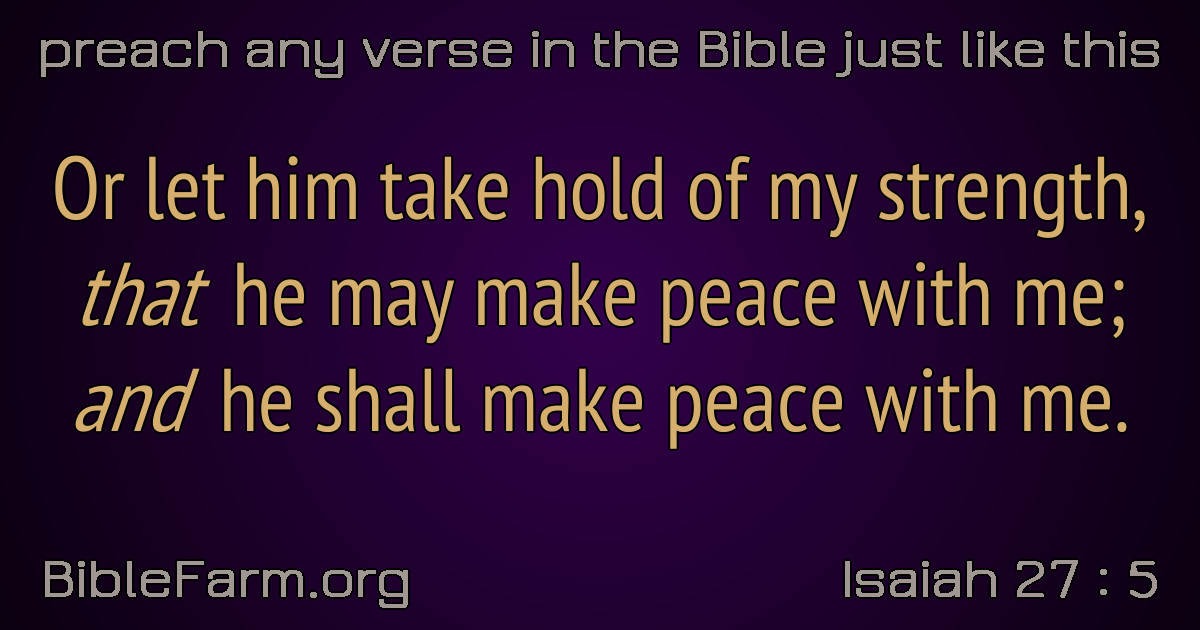 preach any verse in the Bible just like this
Or let him take hold of my strength,
that he may make peace with me;
and he shall make peace with me.
BibleFarm.org
Isaiah 27 : 5